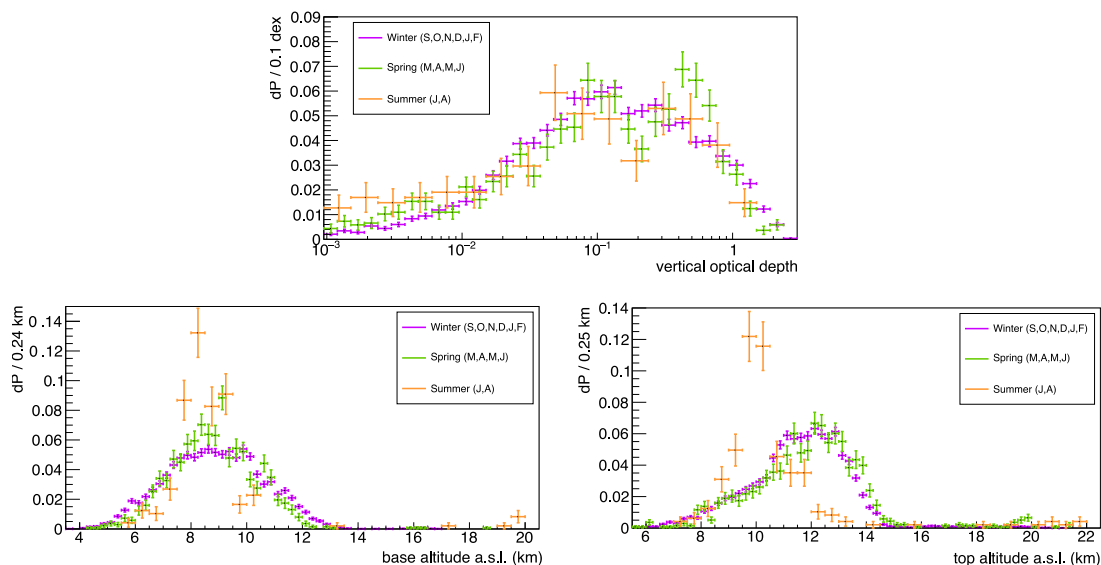 dP / 0.1 dex
0.09
0.08
0.07
0.06
0.05
0.04
0.03
0.02
0.01
0
Winter (S,O,N,D,J,F)
Spring (M,A,M,J)
Summer (J,A)
10⁻³ 10⁻² 10⁻¹ 1
vertical optical depth
dP / 0.24 km
0.14
0.12
0.1
0.08
0.06
0.04
0.02
0
Winter (S,O,N,D,J,F)
Spring (M,A,M,J)
Summer (J,A)
4 6 8 10 12 14 16 18 20
base altitude a.s.l. (km)
dP / 0.25 km
0.14
0.12
0.1
0.08
0.06
0.04
0.02
0
Winter (S,O,N,D,J,F)
Spring (M,A,M,J)
Summer (J,A)
6 8 10 12 14 16 18 20 22
top altitude a.s.l. (km)